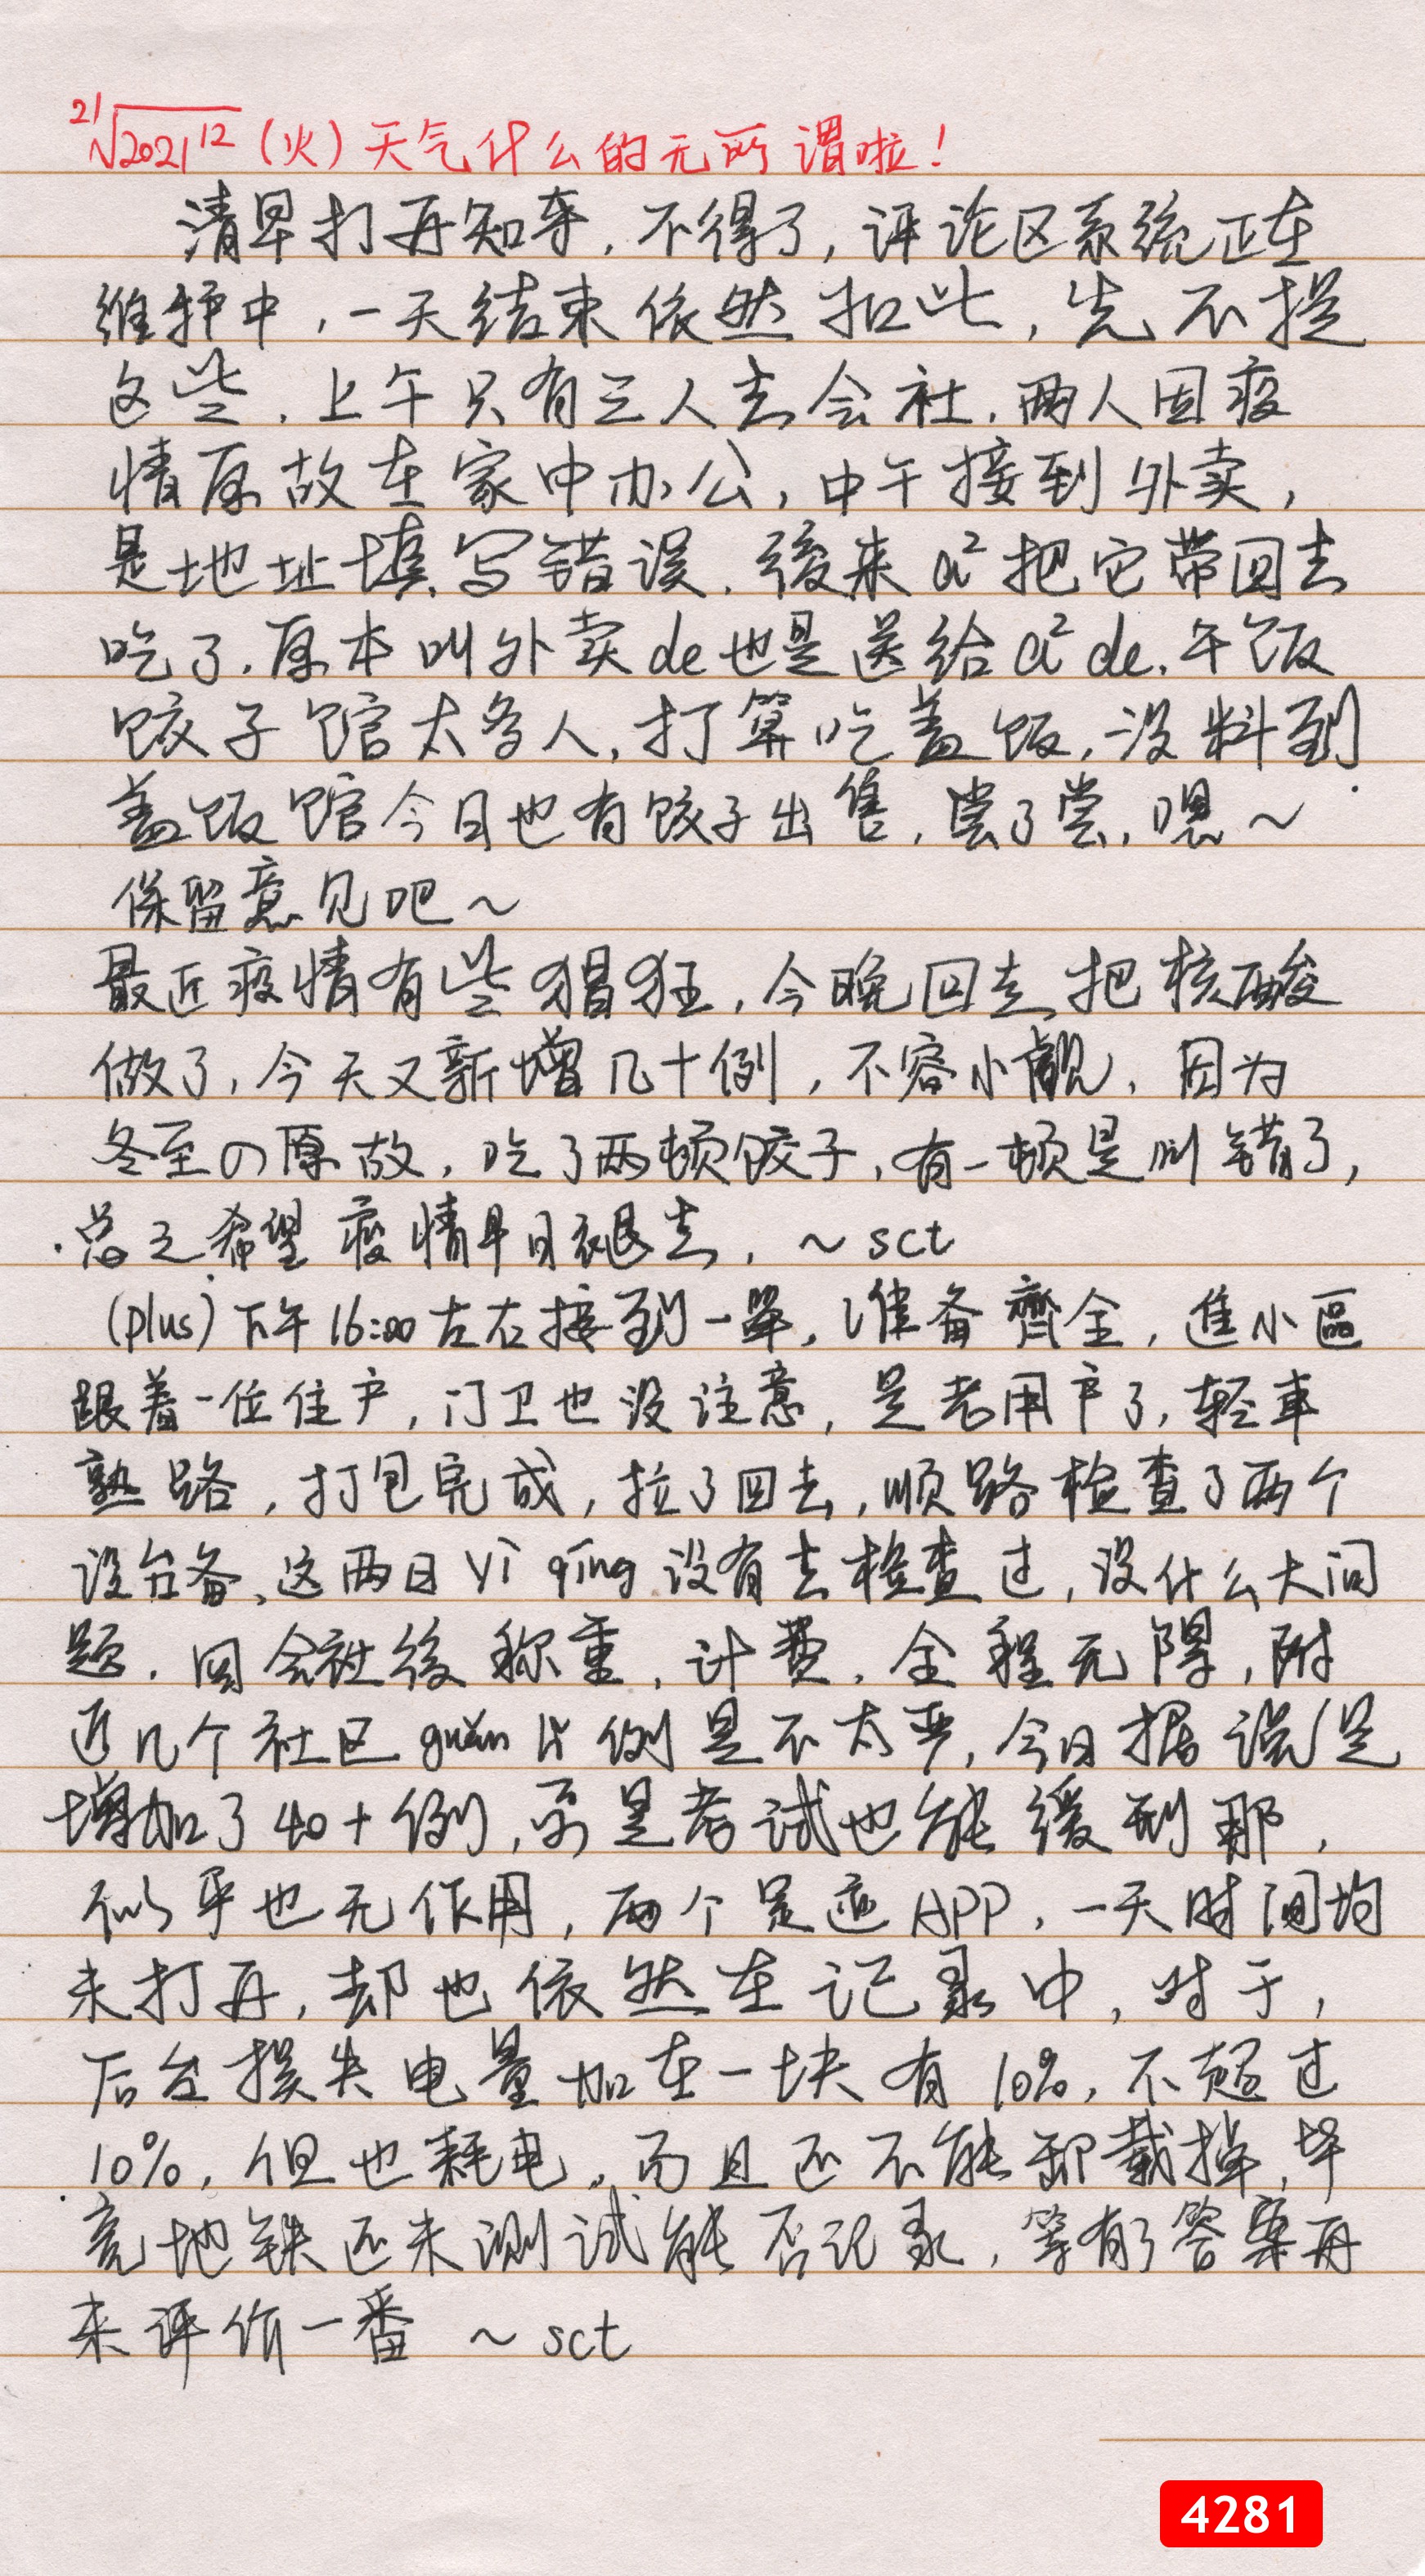 ²¹√2021¹² (火) 天气什么的无所谓啦!
清早打再知乎,不得了,评论区系统正在
维护中,一天结束依然如此,先不提
这些,上午只有三人去会社,两人因疫
情原故在家中办公,中午接到外卖,
是地址填写错误,後来a²把它带回去
吃了.原本叫外卖de也是送给a²de.午饭
饺子馆太多人,打算吃盖饭,没料到
盖饭馆今日也有饺子出售,尝了尝,嗯~
保留意见吧~
最近疫情有些猖狂,今晚回去把核酸
做了,今天又新增几十例,不容小觑,因为
冬至の原故,吃了两顿饺子,有一顿是叫错了,
总之希望疫情早日褪去,~sct
(plus)下午16:00左右接到一单,准备齊全,進小區
跟着一位住户,门卫也没注意,是老用户了,轻车
熟路,打包完成,拉了回去,顺路检查了两个
设备、这两日yì qíng没有去检查过,没什么大问
题.回会社後称重,计费,全程无障,附
近几个社区guān 例是不太严,今日据说是
增加了40+例,于是考试也能缓到那,
似乎也无作用,两个足迹APP,一天时间均
未打再,却也依然在记录中,对于,
后台损失电量加在一块有10%,不超过
10%,但也耗电,而且还不能卸载掉,毕
竟地铁还未测试能否记录,等有了答案再
来评价一番 ~sct
4281